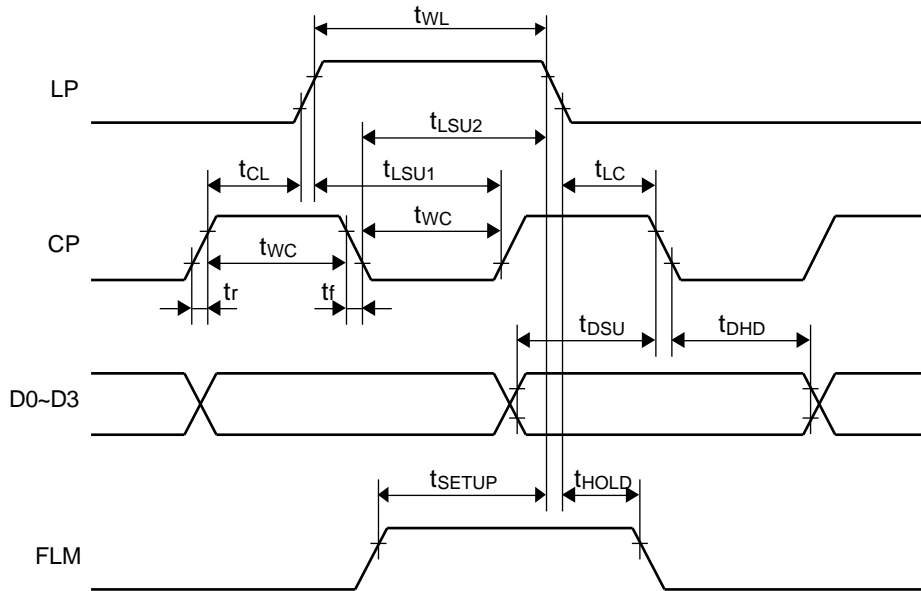 tWL
LP
tLSU2
tCL
tLSU1
tLC
tWC
CP
tWC
tr
tf
tDSU
tDHD
D0~D3
tSETUP
tHOLD
FLM